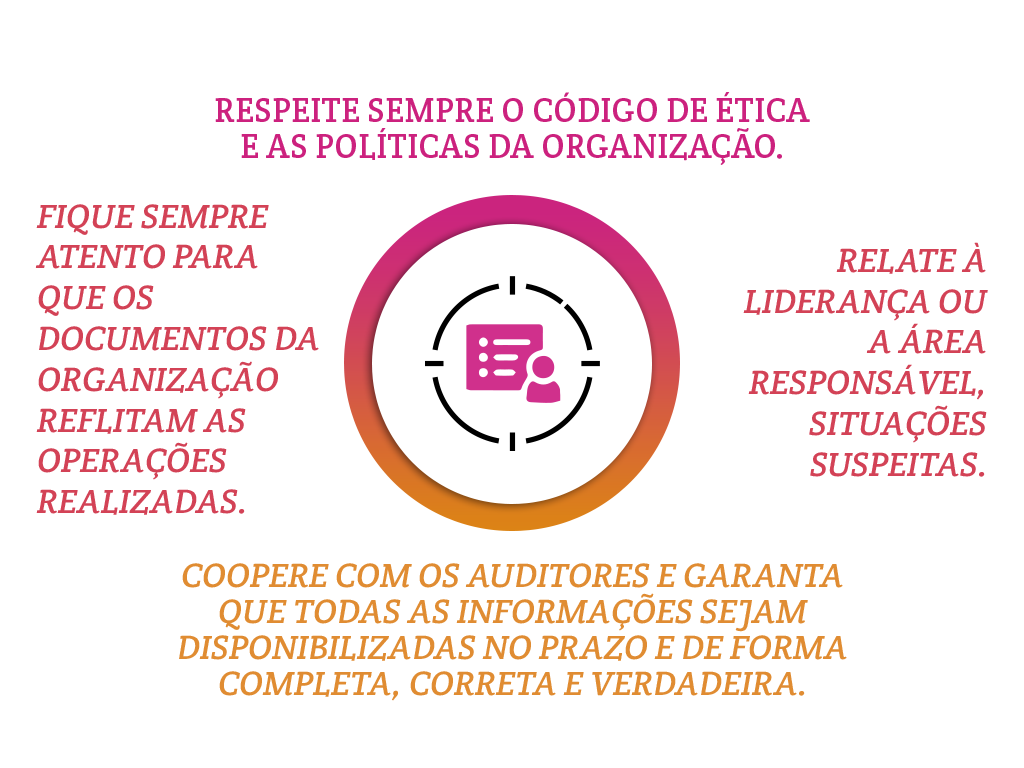 RESPEITE SEMPRE O CÓDIGO DE ÉTICA
E AS POLÍTICAS DA ORGANIZAÇÃO.
FIQUE SEMPRE
ATENTO PARA
QUE OS
DOCUMENTOS DA
ORGANIZAÇÃO
REFLITAM AS
OPERAÇÕES
REALIZADAS.
RELATE À
LIDERANÇA OU
A ÁREA
RESPONSÁVEL,
SITUAÇÕES
SUSPEITAS.
COOPERE COM OS AUDITORES E GARANTA
QUE TODAS AS INFORMAÇÕES SEJAM
DISPONIBILIZADAS NO PRAZO E DE FORMA
COMPLETA, CORRETA E VERDADEIRA.